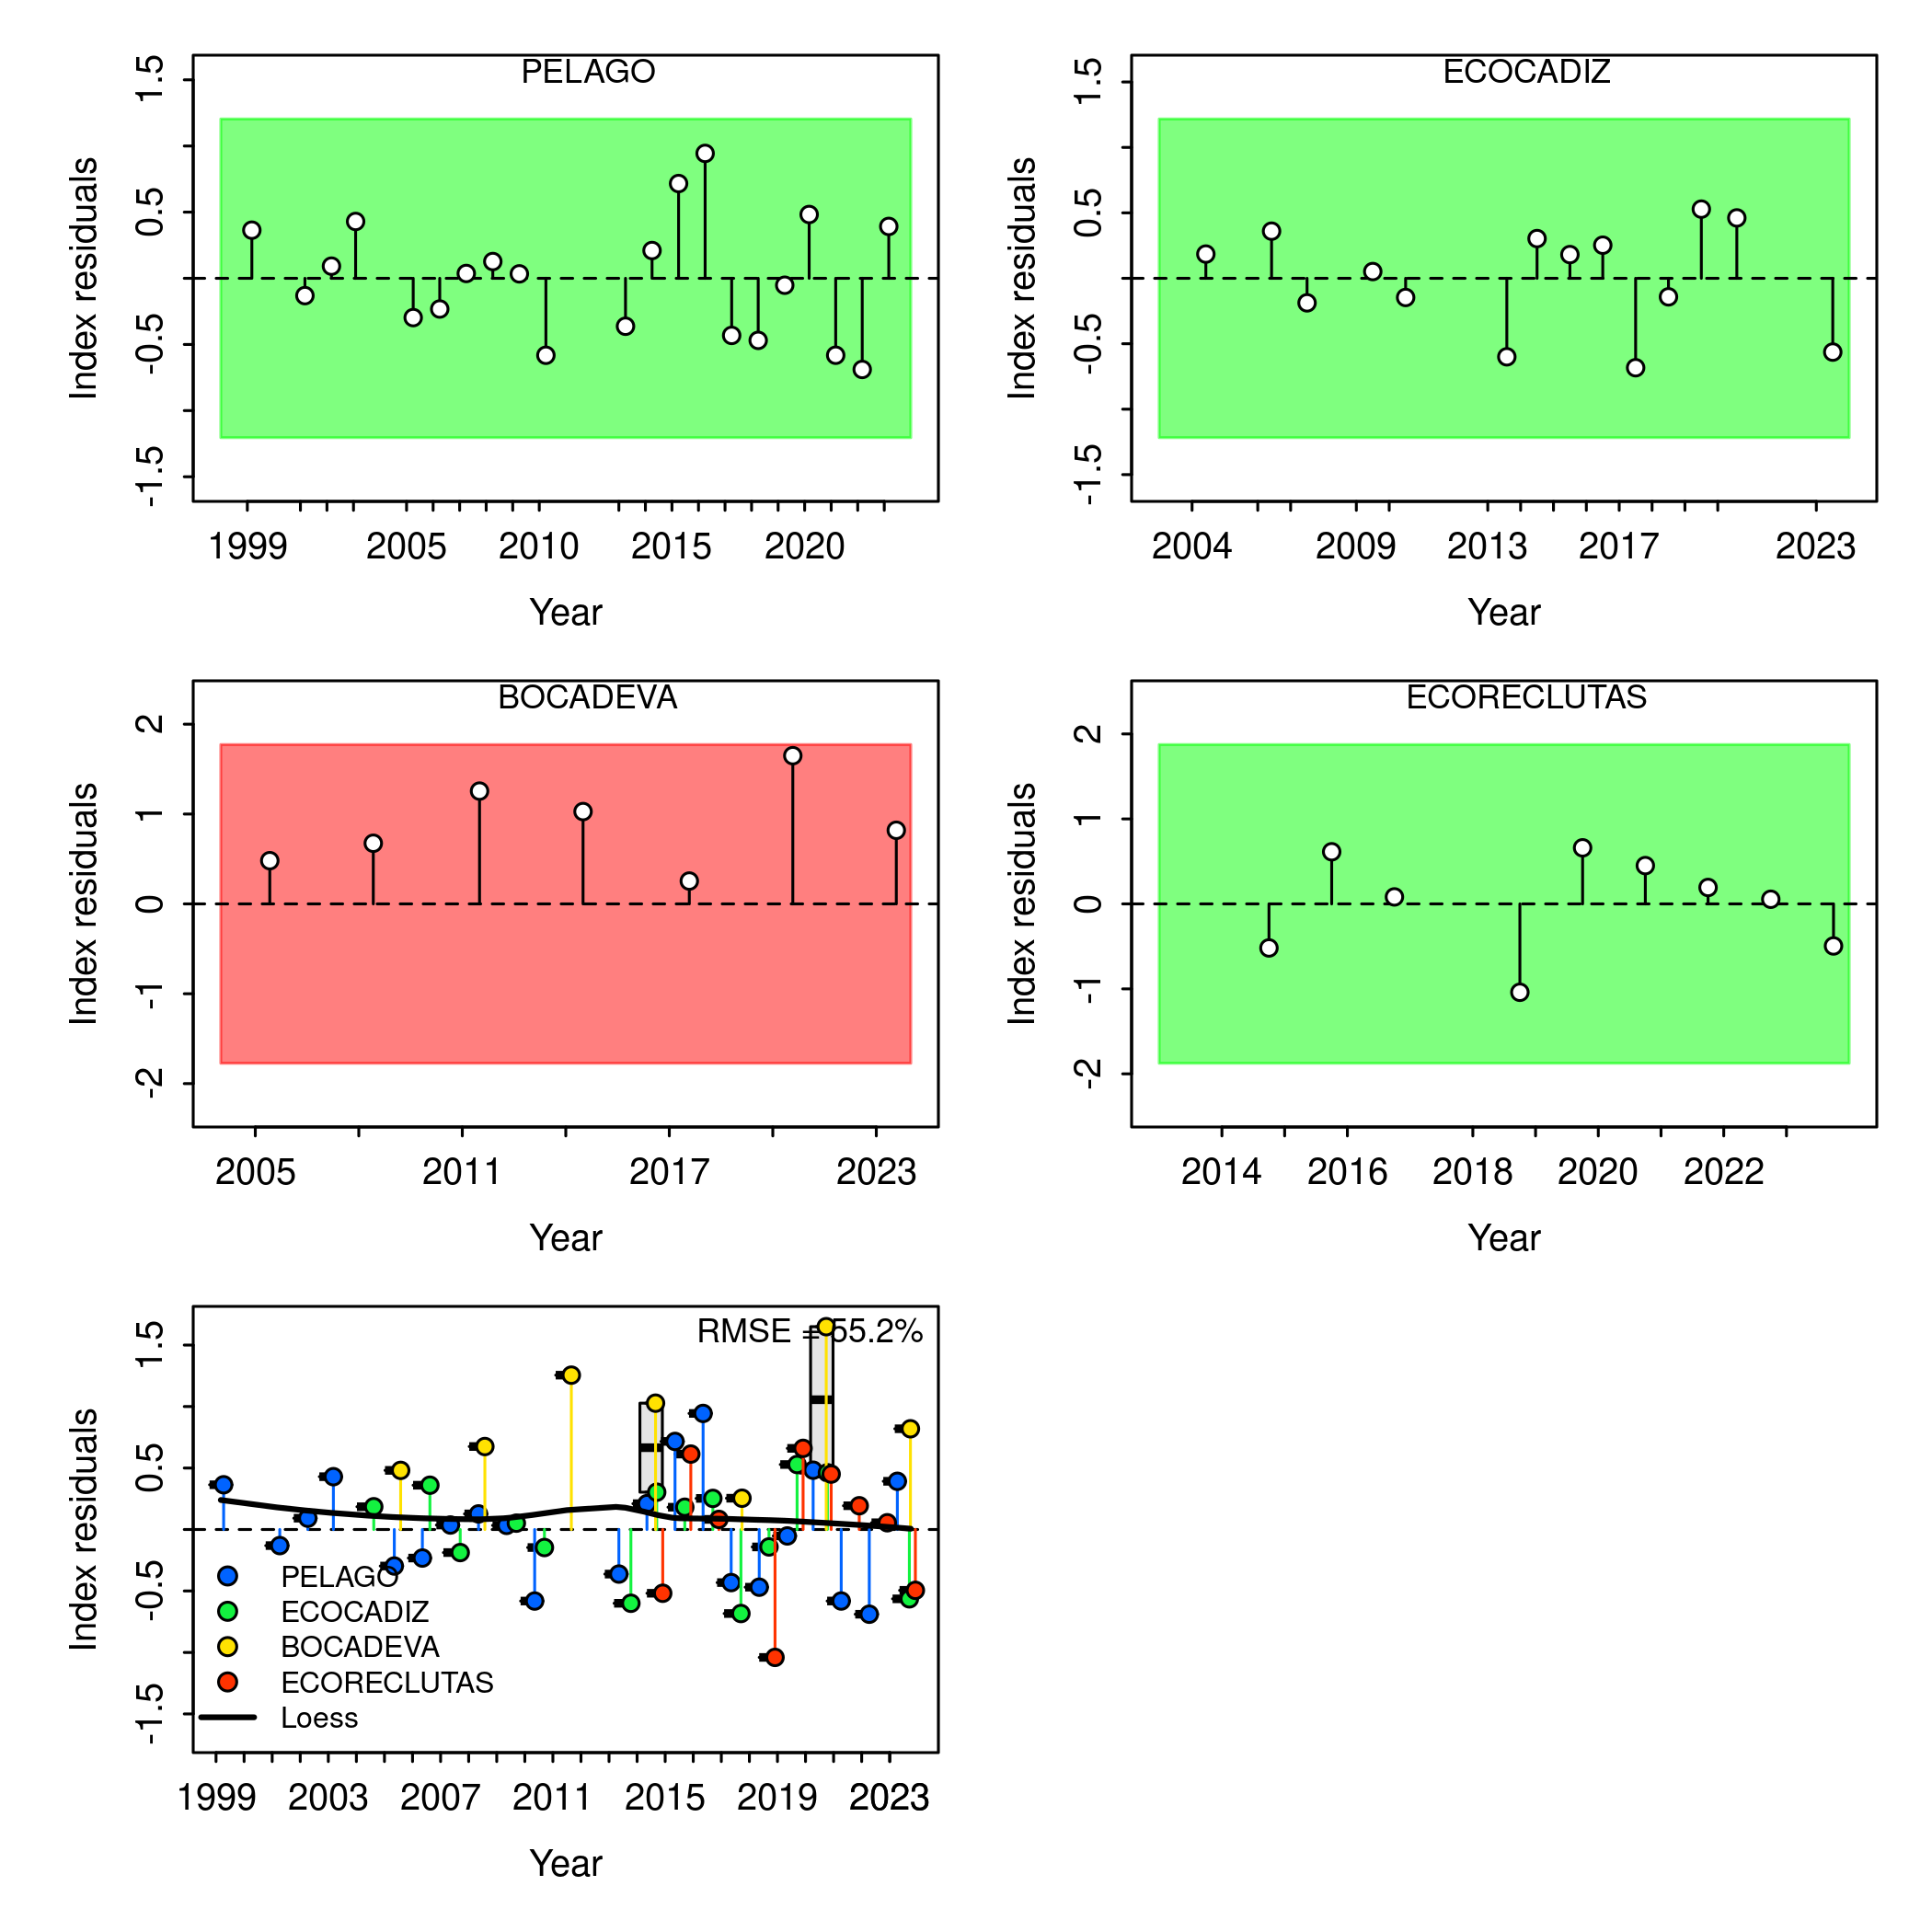 PELAGO
Index residuals
1.5
0.5
-0.5
-1.5
1999 2005 2010 2015 2020
Year
ECOCADIZ
Index residuals
1.5
0.5
-0.5
-1.5
2004 2009 2013 2017 2023
Year
BOCADEVA
Index residuals
2
1
0
-1
-2
2005 2011 2017 2023
Year
ECORECLUTAS
Index residuals
2
1
0
-1
-2
2014 2016 2018 2020 2022
Year
RMSE = 55.2%
Index residuals
1.5
0.5
-0.5
-1.5
PELAGO
ECOCADIZ
BOCADEVA
ECORECLUTAS
Loess
1999 2003 2007 2011 2015 2019 2023
Year